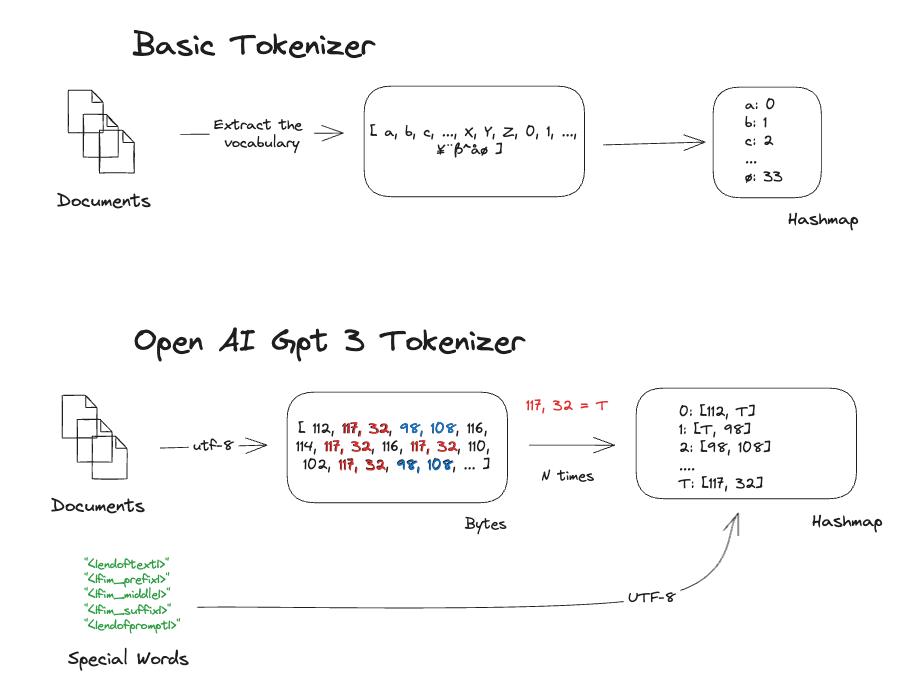 Basic Tokenizer
Extract the
vocabulary
[ a, b, c, ..., X, Y, Z, 0, 1, ...,
¥¨β^åø ]
a: 0
b: 1
c: 2
...
ø: 33
Documents
Hashmap
Open AI Gpt 3 Tokenizer
117, 32 = T
utf-8
[ 112, 117, 32, 98, 108, 116,
114, 117, 32, 116, 117, 32, 110,
102, 117, 32, 98, 108, ... ]
N times
0: [112, T]
1: [T, 98]
2: [98, 108]
....
T: [117, 32]
Documents
Bytes
Hashmap
"<|endoftext|>"
"<|fim_prefix|>"
"<|fim_middle|>"
"<|fim_suffix|>"
"<|endofprompt|>"
UTF-8
Special Words